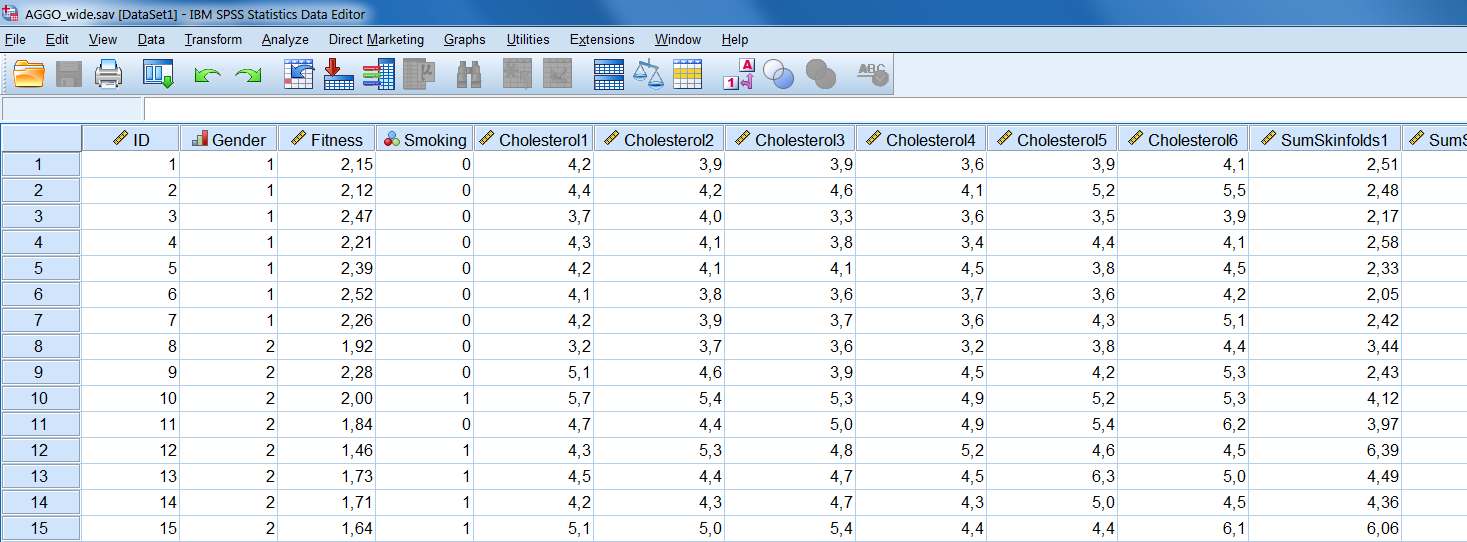 AGGO_wide.sav [DataSet1] - IBM SPSS Statistics Data Editor
File Edit View Data Transform Analyze Direct Marketing Graphs Utilities Extensions Window Help
A 1 ABC
ID Gender Fitness Smoking Cholesterol1 Cholesterol2 Cholesterol3 Cholesterol4 Cholesterol5 Cholesterol6 SumSkinfolds1 SumS
1 1 1 2,15 0 4,2 3,9 3,9 3,6 3,9 4,1 2,51
2 2 1 2,12 0 4,4 4,2 4,6 4,1 5,2 5,5 2,48
3 3 1 2,47 0 3,7 4,0 3,3 3,6 3,5 3,9 2,17
4 4 1 2,21 0 4,3 4,1 3,8 3,4 4,4 4,1 2,58
5 5 1 2,39 0 4,2 4,1 4,1 4,5 3,8 4,5 2,33
6 6 1 2,52 0 4,1 3,8 3,6 3,7 3,6 4,2 2,05
7 7 1 2,26 0 4,2 3,9 3,7 3,6 4,3 5,1 2,42
8 8 2 1,92 0 3,2 3,7 3,6 3,2 3,8 4,4 3,44
9 9 2 2,28 0 5,1 4,6 3,9 4,5 4,2 5,3 2,43
10 10 2 2,00 1 5,7 5,4 5,3 4,9 5,2 5,3 4,12
11 11 2 1,84 0 4,7 4,4 5,0 4,9 5,4 6,2 3,97
12 12 2 1,46 1 4,3 5,3 4,8 5,2 4,6 4,5 6,39
13 13 2 1,73 1 4,5 4,4 4,7 4,5 6,3 5,0 4,49
14 14 2 1,71 1 4,2 4,3 4,7 4,3 5,0 4,5 4,36
15 15 2 1,64 1 5,1 5,0 5,4 4,4 4,4 6,1 6,06